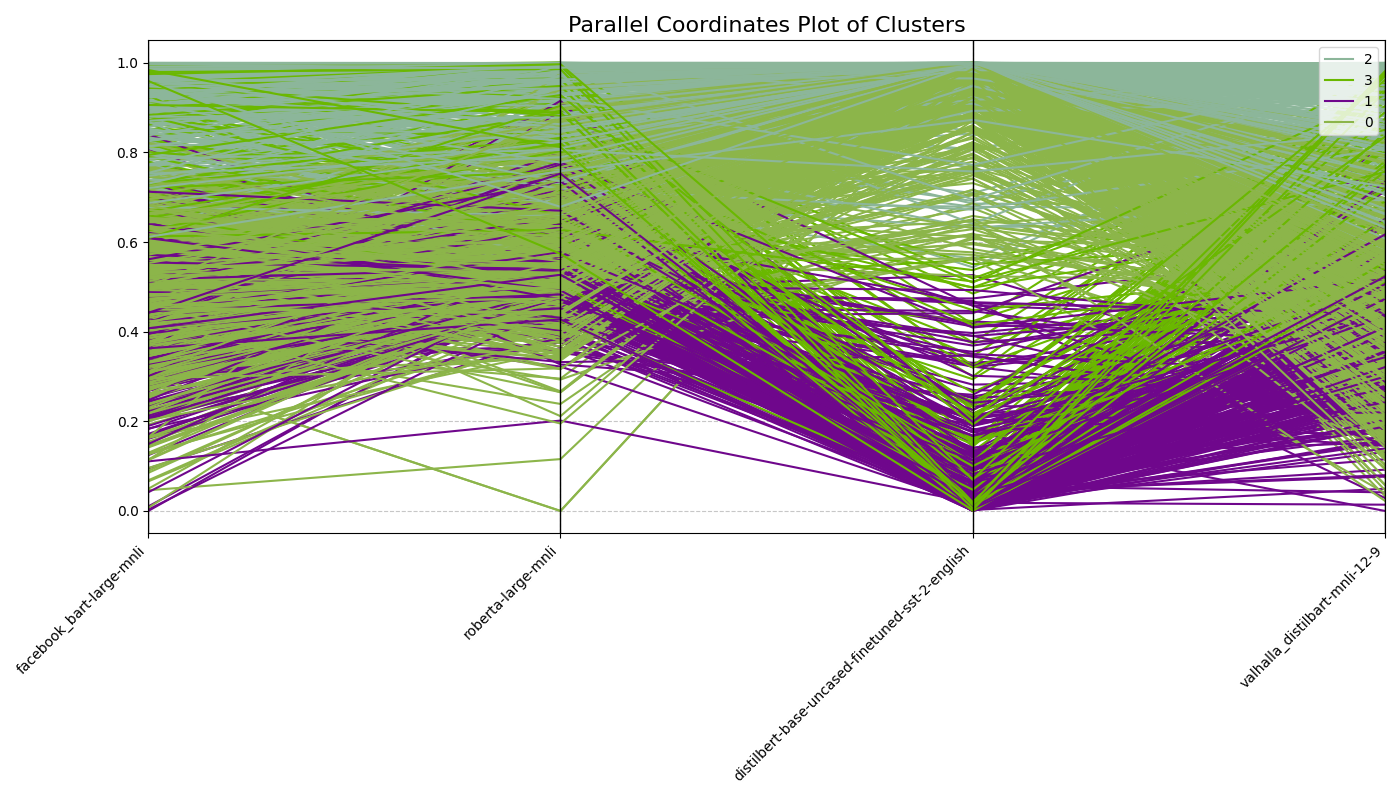 Parallel Coordinates Plot of Clusters
2
3
1
0
1.0
0.8
0.6
0.4
0.2
0.0
facebook_bart-large-mnli
roberta-large-mnli
distilbert-base-uncased-finetuned-sst-2-english
valhalla_distilbart-mnli-12-9